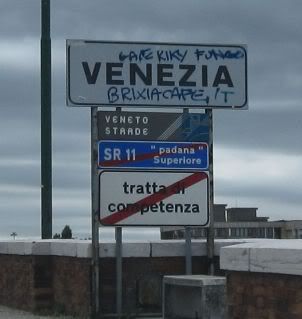 VENEZIA
BRIXIACAPE,IT
VENETO
STRADE
SR 11 "padana"
Superiore
tratta di
competenza